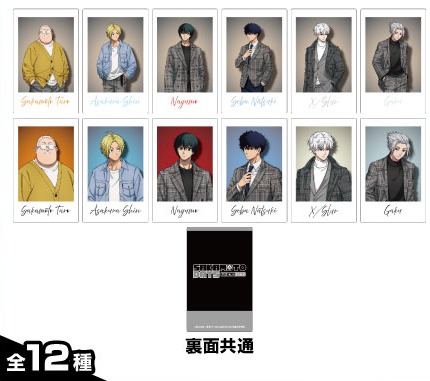 Sakamoto Taro Asakura Shin Nagumo Seba Natsuki X/Slur Gaku
Sakamoto Taro Asakura Shin Nagumo Seba Natsuki X/Slur Gaku
SAKAMOTO
DAYS
裏面共通
全12種